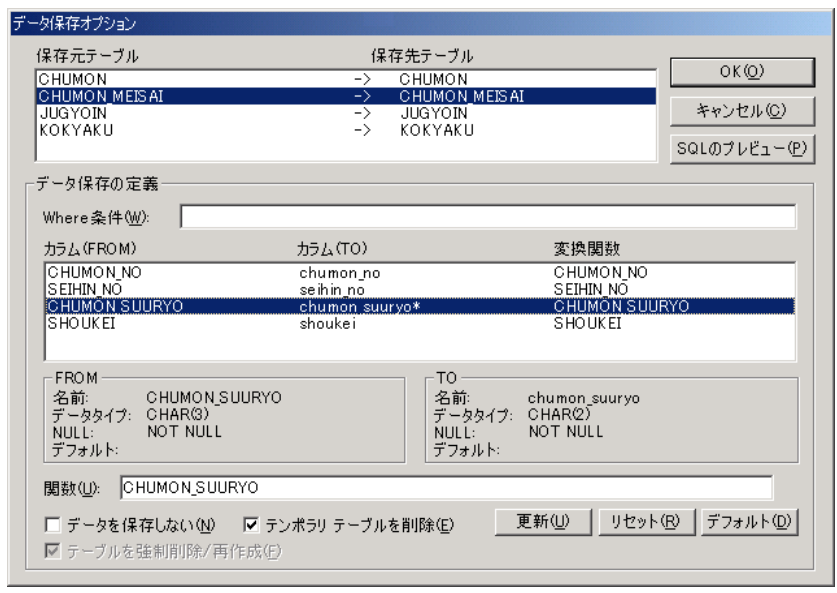 データ保存オプション
保存元テーブル 保存先テーブル
CHUMON -> CHUMON
CHUMON_MEISAI -> CHUMON_MEISAI
JUGYOIN -> JUGYOIN
KOKYAKU -> KOKYAKU
OK(O)
キャンセル(C)
SQLのプレビュー(P)
データ保存の定義
Where条件(W):
カラム(FROM) カラム(TO) 変換関数
CHUMON_NO chumon_no CHUMON_NO
SEIHIN_NO seihin_no SEIHIN_NO
CHUMON_SUURYO chumon_suuryo* CHUMON_SUURYO
SHOUKEI shoukei SHOUKEI
FROM
名前: CHUMON_SUURYO
データタイプ: CHAR(3)
NULL: NOT NULL
デフォルト:
TO
名前: chumon_suuryo
データタイプ: CHAR(2)
NULL: NOT NULL
デフォルト:
関数(U): CHUMON_SUURYO
データを保存しない(N) テンポラリ テーブルを削除(E) 更新(U) リセット(R) デフォルト(D)
テーブルを強制削除/再作成(F)